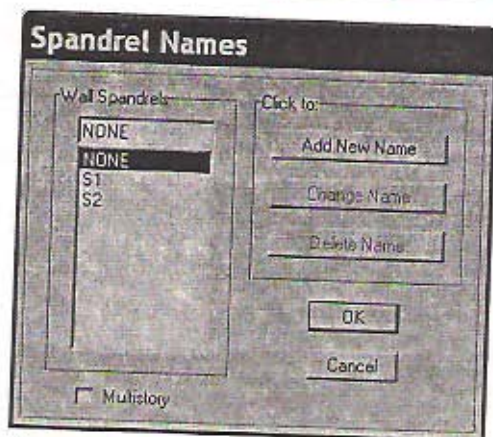 Spandrel Names
Wall Spandrels
NONE
NONE
S1
S2
Multistory
Click to:
Add New Name
Change Name
Delete Name
OK
Cancel